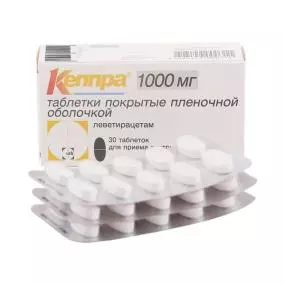 Кеппра® 1000 мг
таблетки покрытые пленочной
оболочкой
леветирацетам
30 таблеток
для приема